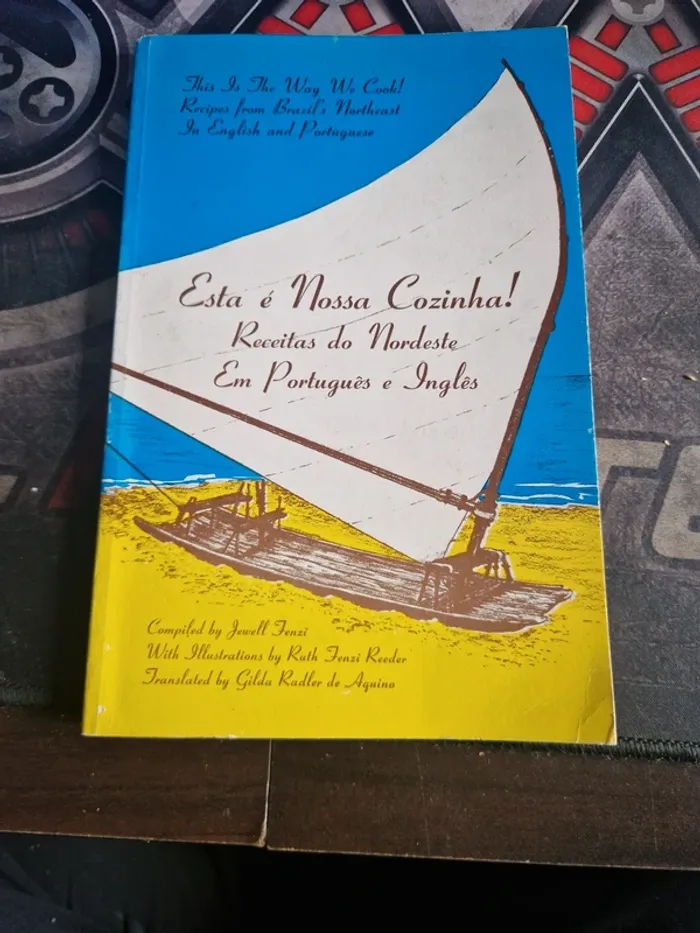 This Is The Way We Cook!
Recipes from Brazil's Northeast
In English and Portuguese
Esta é Nossa Cozinha!
Receitas do Nordeste
Em Português e Inglês
Compiled by Jewell Fenzi
With Illustrations by Ruth Fenzi Reeder
Translated by Gilda Radler de Aquino